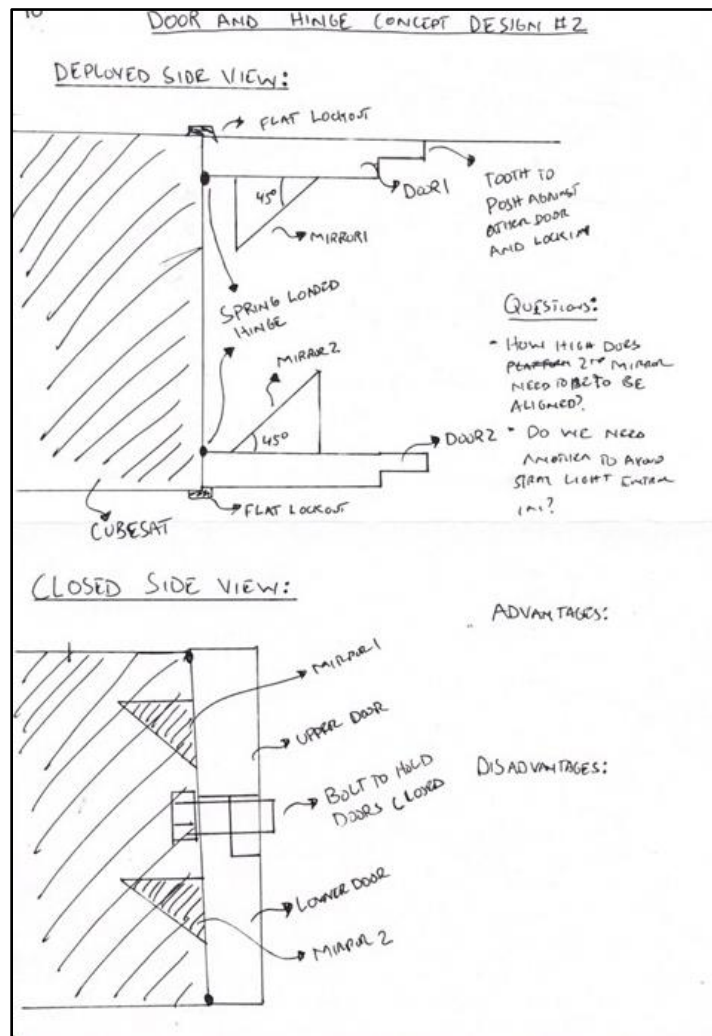 DOOR AND HINGE CONCEPT DESIGN #2
DEPLOYED SIDE VIEW:
FLAT LOCKOUT
45°
DOOR1
MIRROR1
TOOTH TO
PUSH AGAINST
OTHER DOOR
AND LOCKIN
SPRING LOADED
HINGE
MIRROR2
45°
DOOR2
FLAT LOCKOUT
CUBESAT
QUESTIONS:
- HOW HIGH DOES
PLATFORM 2ND MIRROR
NEED TO BE TO BE
ALIGNED?
- DO WE NEED
ANOTHER TO AVOID
STRAY LIGHT
IN?
CLOSED SIDE VIEW:
MIRROR1
UPPER DOOR
BOLT TO HOLD
DOORS CLOSED
LOWER DOOR
MIRROR 2
ADVANTAGES:
DISADVANTAGES: